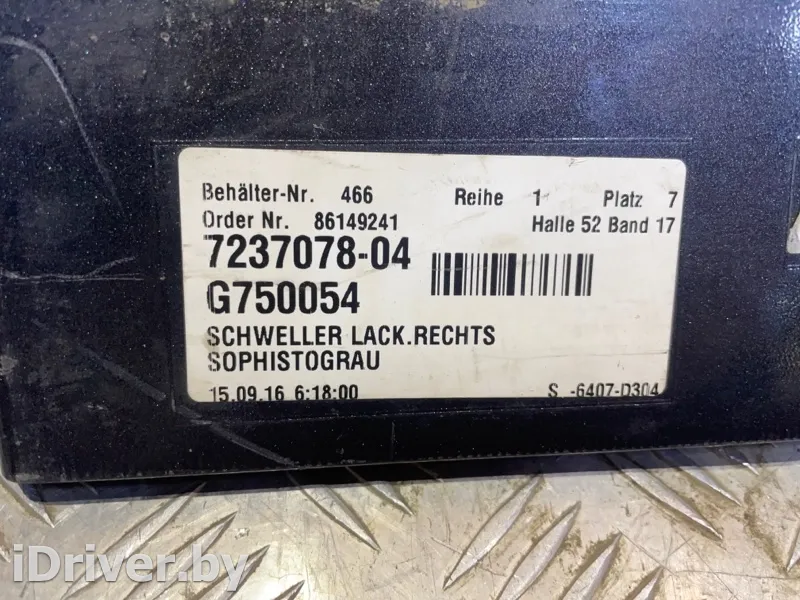 Behälter-Nr. 466 Reihe 1 Platz 7
Order Nr. 86149241 Halle 52 Band 17
7237078-04
G750054
SCHWELLER LACK.RECHTS
SOPHISTOGRAU
15.09.16 6:18:00 S -6407-D304
iDriver.by